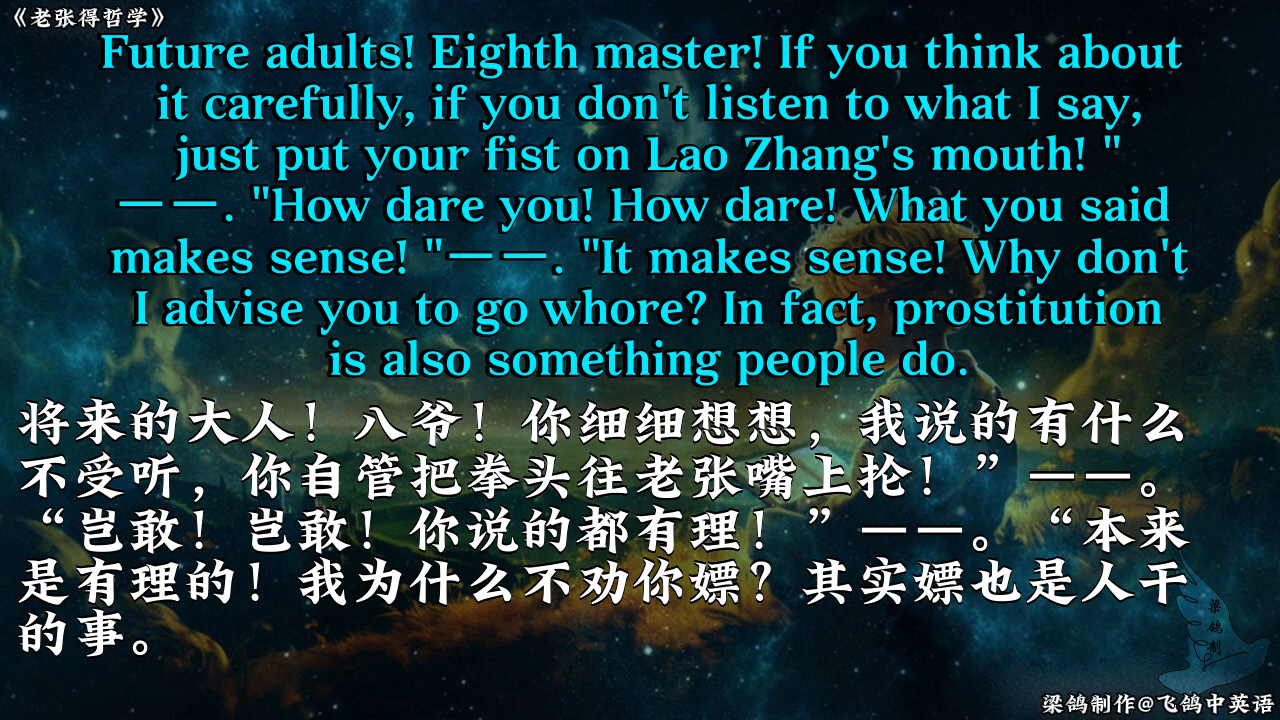 《老张得哲学》
Future adults! Eighth master! If you think about
it carefully, if you don't listen to what I say,
just put your fist on Lao Zhang's mouth! "
——. "How dare you! How dare! What you said
makes sense! "——. "It makes sense! Why don't
I advise you to go whore? In fact, prostitution
is also something people do.
将来的大人！八爷！你细细想想，我说的有什么
不受听，你自管把拳头往老张嘴上抡！”——。
“岂敢！岂敢！你说的都有理！”——。“本来
是有理的！我为什么不劝你嫖？其实嫖也是人干
的事。
梁鸽制
梁鸽制作@飞鸽中英语